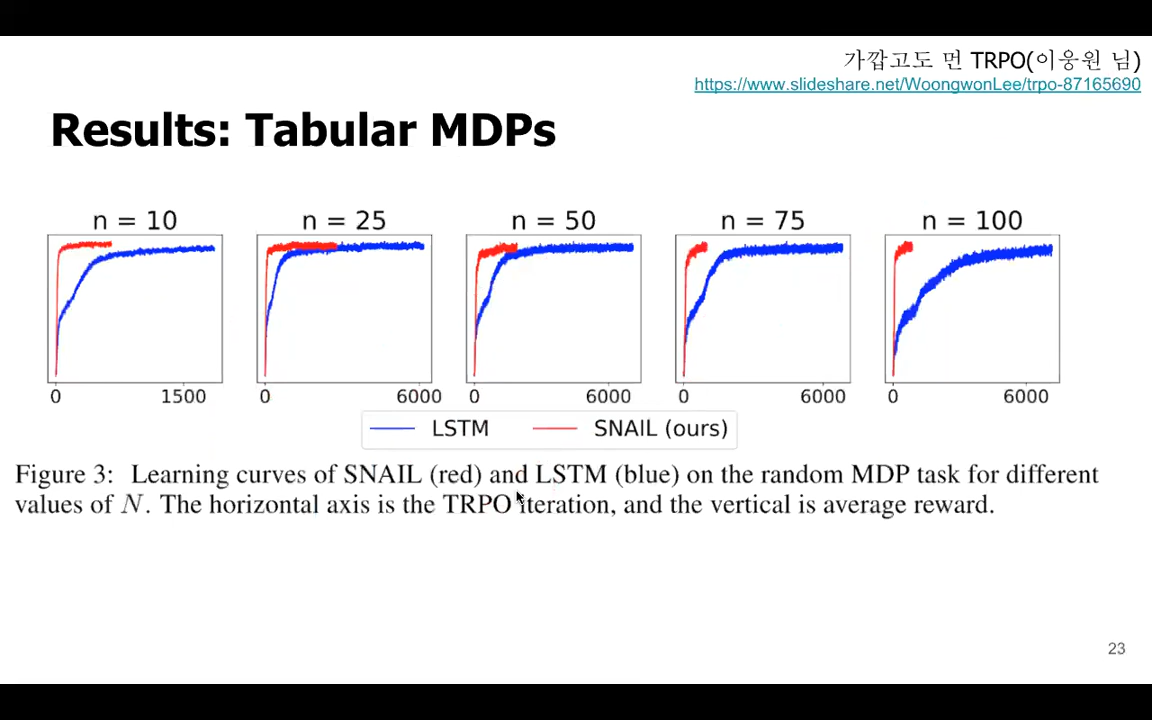 가깝고도 먼 TRPO(이웅원 님)
https://www.slideshare.net/WoongwonLee/trpo-87165690
Results: Tabular MDPs
n = 10 n = 25 n = 50 n = 75 n = 100
0 1500 0 6000 0 6000 0 6000 0 6000
LSTM SNAIL (ours)
Figure 3: Learning curves of SNAIL (red) and LSTM (blue) on the random MDP task for different
values of N. The horizontal axis is the TRPO iteration, and the vertical is average reward.
23